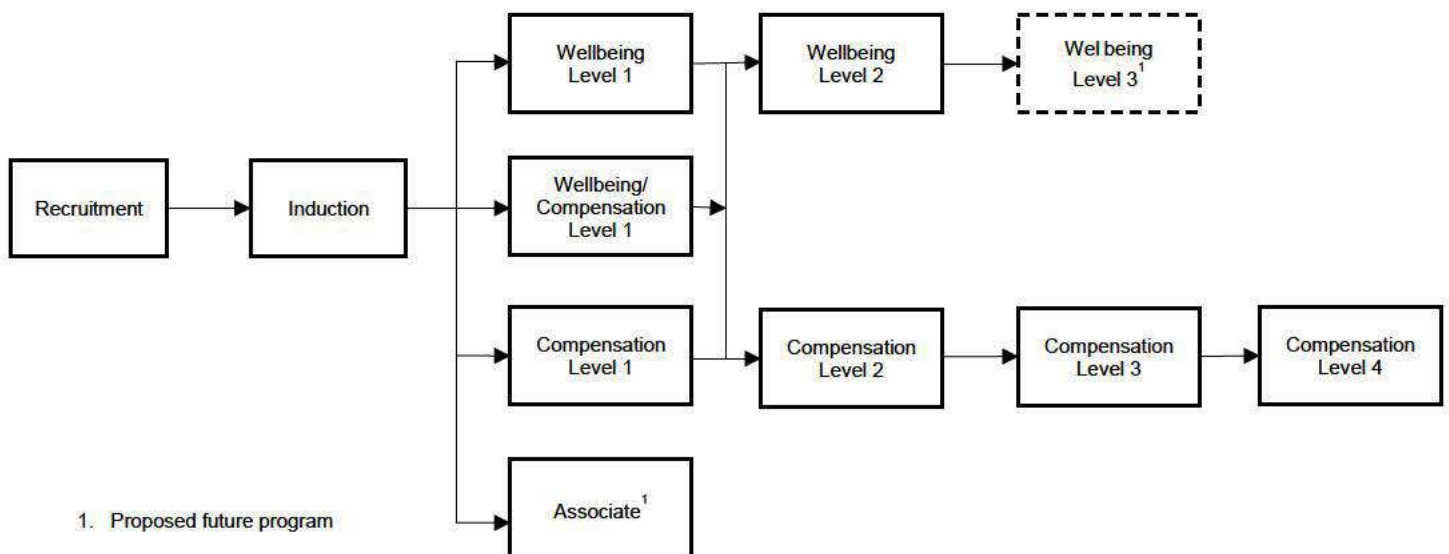 Wellbeing
Level 1
Wellbeing
Level 2
Wel being
Level 3¹
Recruitment
Induction
Wellbeing/
Compensation
Level 1
Compensation
Level 1
Compensation
Level 2
Compensation
Level 3
Compensation
Level 4
Associate¹
1. Proposed future program